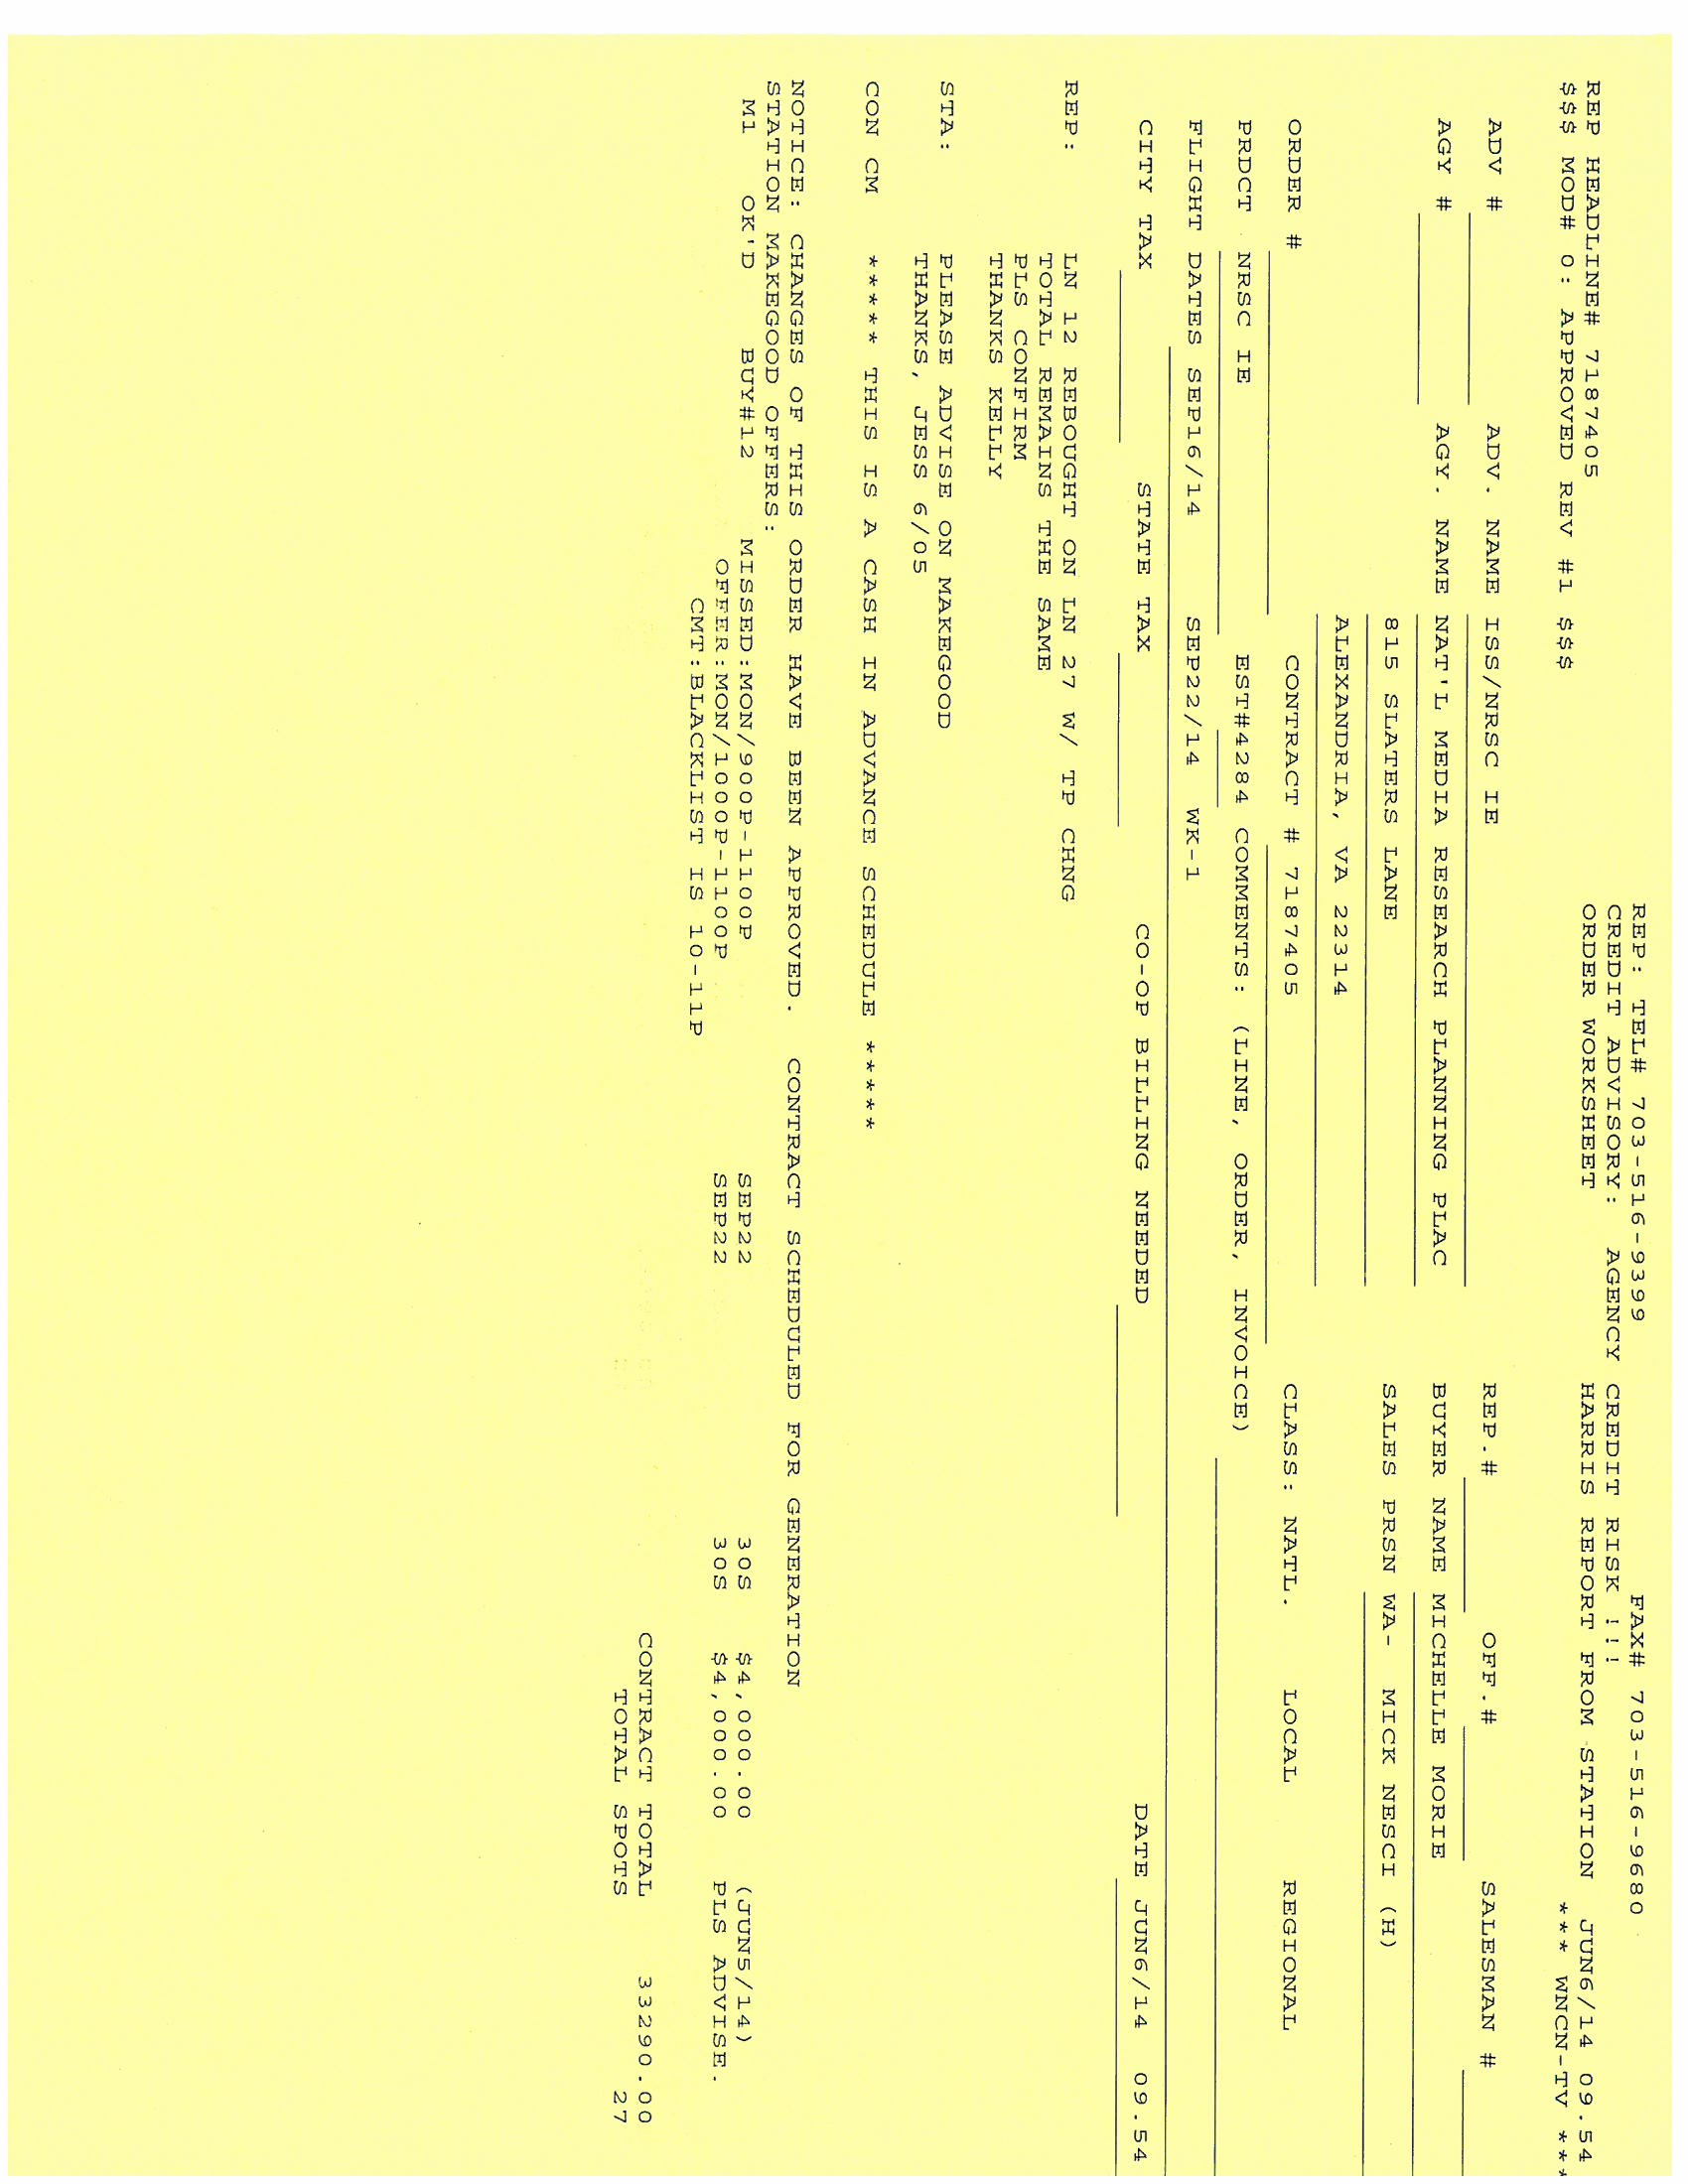 REP: TEL# 703-516-9399 FAX# 703-516-9680
CREDIT ADVISORY: AGENCY CREDIT RISK !!!
REP HEADLINE# 7187405 ORDER WORKSHEET HARRIS REPORT FROM STATION JUN6/14 09.54
$$$ MOD# 0: APPROVED REV #1 $$$ *** WNCN-TV ***
ADV # ADV. NAME ISS/NRSC IE REP.# OFF.# SALESMAN #
AGY # AGY. NAME NAT'L MEDIA RESEARCH PLANNING PLAC BUYER NAME MICHELLE MORIE
815 SLATERS LANE SALES PRSN WA- MICK NESCI (H)
ALEXANDRIA, VA 22314
ORDER # CONTRACT # 7187405 CLASS: NATL. LOCAL REGIONAL
PRDCT NRSC IE EST#4284 COMMENTS: (LINE, ORDER, INVOICE)
FLIGHT DATES SEP16/14 SEP22/14 WK-1
CITY TAX STATE TAX CO-OP BILLING NEEDED DATE JUN6/14 09.54
REP: LN 12 REBOUGHT ON LN 27 W/ TP CHNG
TOTAL REMAINS THE SAME
PLS CONFIRM
THANKS KELLY
STA: PLEASE ADVISE ON MAKEGOOD
THANKS, JESS 6/05
CON CM ***** THIS IS A CASH IN ADVANCE SCHEDULE *****
NOTICE: CHANGES OF THIS ORDER HAVE BEEN APPROVED. CONTRACT SCHEDULED FOR GENERATION
STATION MAKEGOOD OFFERS:
M1 OK'D BUY#12 MISSED:MON/900P-1100P SEP22 30S $4,000.00 (JUN5/14)
OFFER:MON/1000P-1100P SEP22 30S $4,000.00 PLS ADVISE.
CMT:BLACKLIST IS 10-11P
CONTRACT TOTAL 33290.00
TOTAL SPOTS 27